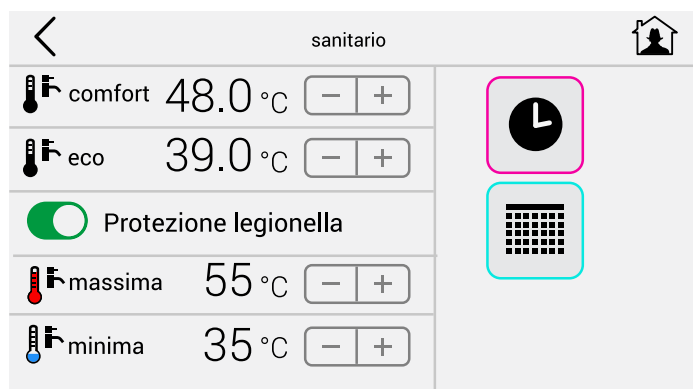 sanitario
comfort 48.0 °C − +
eco 39.0 °C − +
Protezione legionella
massima 55 °C − +
minima 35 °C − +